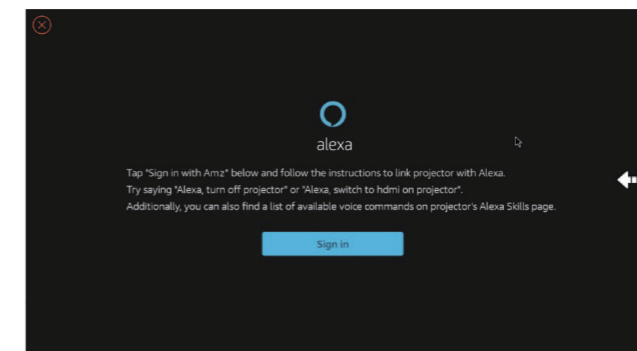 alexa
Tap "Sign in with Amz" below and follow the instructions to link projector with Alexa.
Try saying "Alexa, turn off projector" or "Alexa, switch to hdmi on projector".
Additionally, you can also find a list of available voice commands on projector's Alexa Skills page.
Sign in